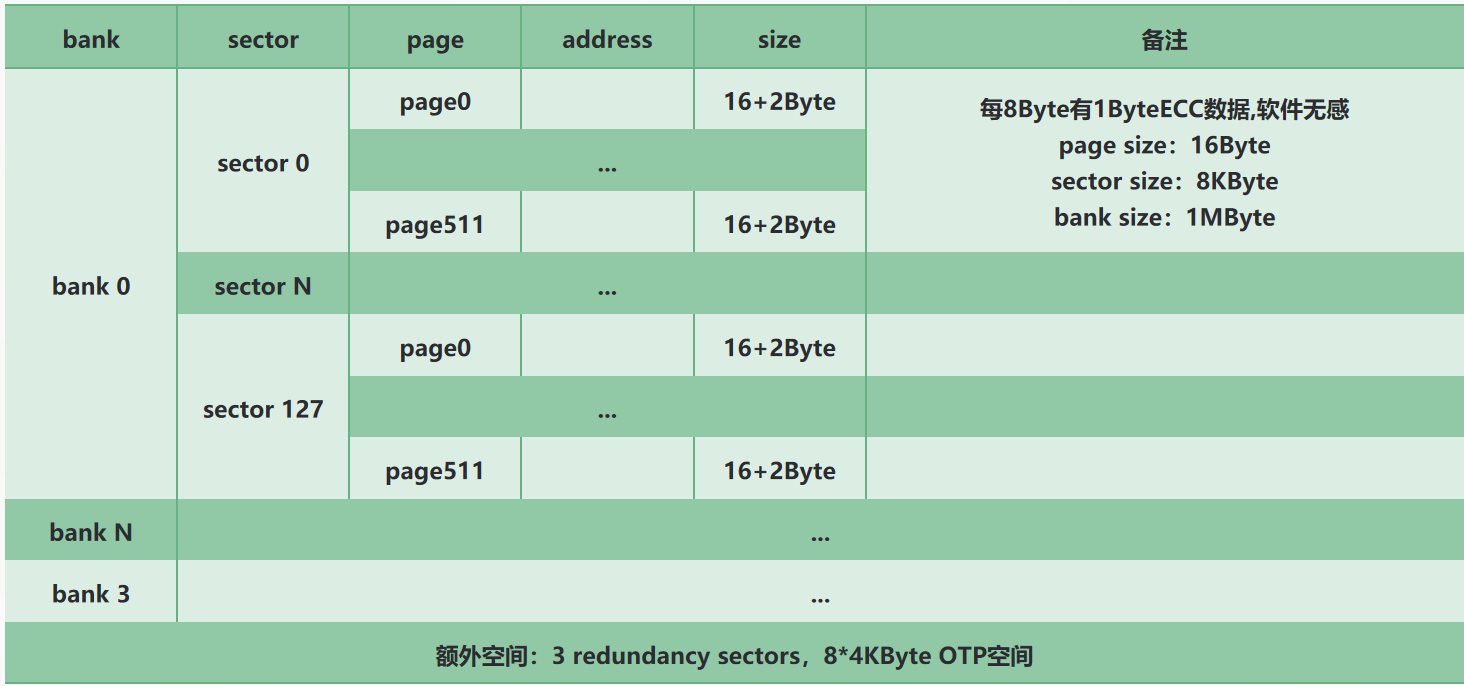 bank sector page address size 备注
bank 0
sector 0
page0 16+2Byte
...
page511 16+2Byte
每8Byte有1ByteECC数据,软件无感
page size：16Byte
sector size：8KByte
bank size：1MByte
sector N ...
sector 127
page0 16+2Byte
...
page511 16+2Byte
bank N ...
bank 3 ...
额外空间：3 redundancy sectors，8*4KByte OTP空间